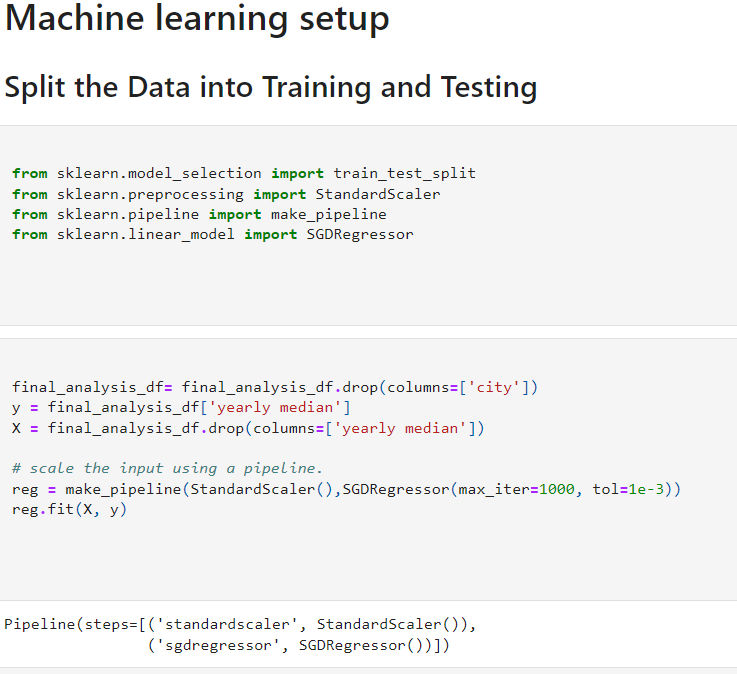 Machine learning setup
Split the Data into Training and Testing
from sklearn.model_selection import train_test_split
from sklearn.preprocessing import StandardScaler
from sklearn.pipeline import make_pipeline
from sklearn.linear_model import SGDRegressor
final_analysis_df= final_analysis_df.drop(columns=['city'])
y = final_analysis_df['yearly median']
X = final_analysis_df.drop(columns=['yearly median'])
# scale the input using a pipeline.
reg = make_pipeline(StandardScaler(),SGDRegressor(max_iter=1000, tol=1e-3))
reg.fit(X, y)
Pipeline(steps=[('standardscaler', StandardScaler()),
('sgdregressor', SGDRegressor())])